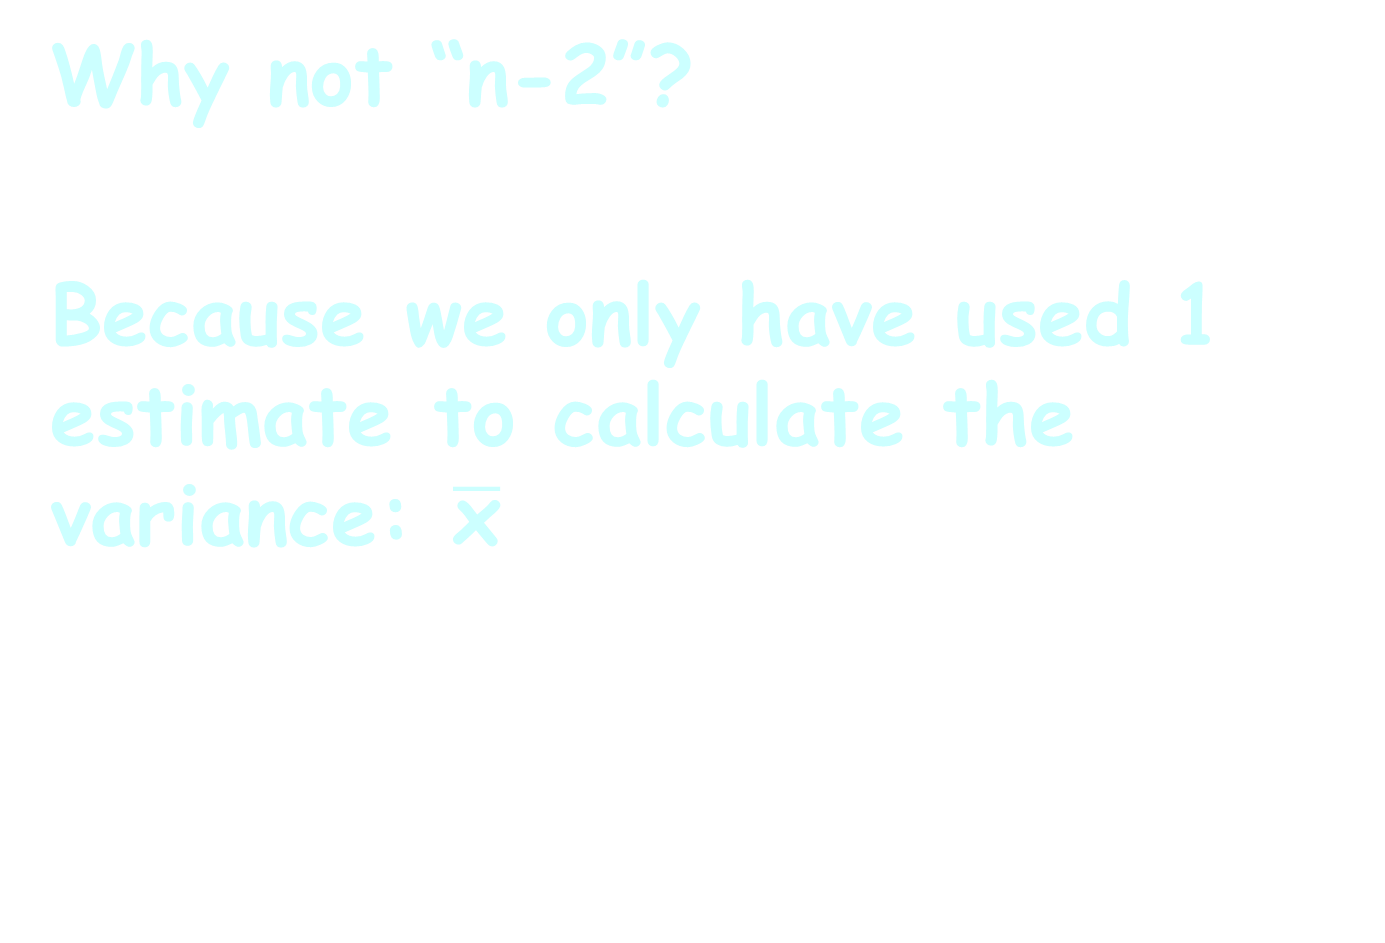 Why not “n-2”?
Because we only have used 1
estimate to calculate the
variance: x̅